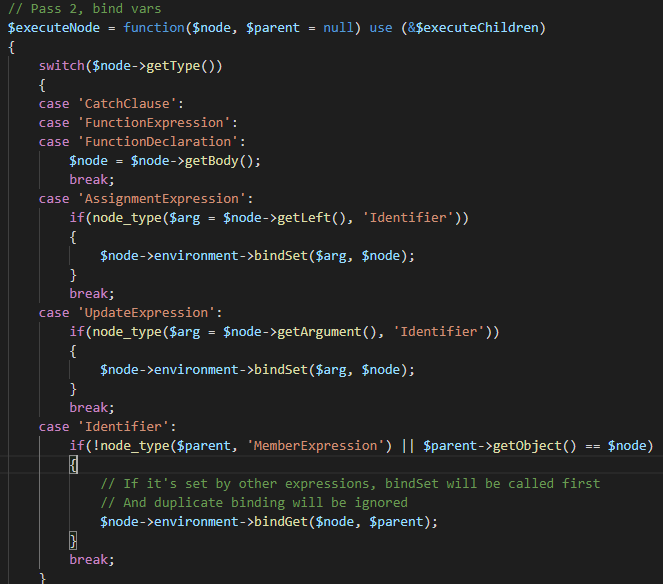 // Pass 2, bind vars
$executeNode = function($node, $parent = null) use (&$executeChildren)
{
    switch($node->getType())
    {
    case 'CatchClause':
    case 'FunctionExpression':
    case 'FunctionDeclaration':
        $node = $node->getBody();
        break;
    case 'AssignmentExpression':
        if(node_type($arg = $node->getLeft(), 'Identifier'))
        {
            $node->environment->bindSet($arg, $node);
        }
        break;
    case 'UpdateExpression':
        if(node_type($arg = $node->getArgument(), 'Identifier'))
        {
            $node->environment->bindSet($arg, $node);
        }
        break;
    case 'Identifier':
        if(!node_type($parent, 'MemberExpression') || $parent->getObject() == $node)
        {
            // If it's set by other expressions, bindSet will be called first
            // And duplicate binding will be ignored
            $node->environment->bindGet($node, $parent);
        }
        break;
    }